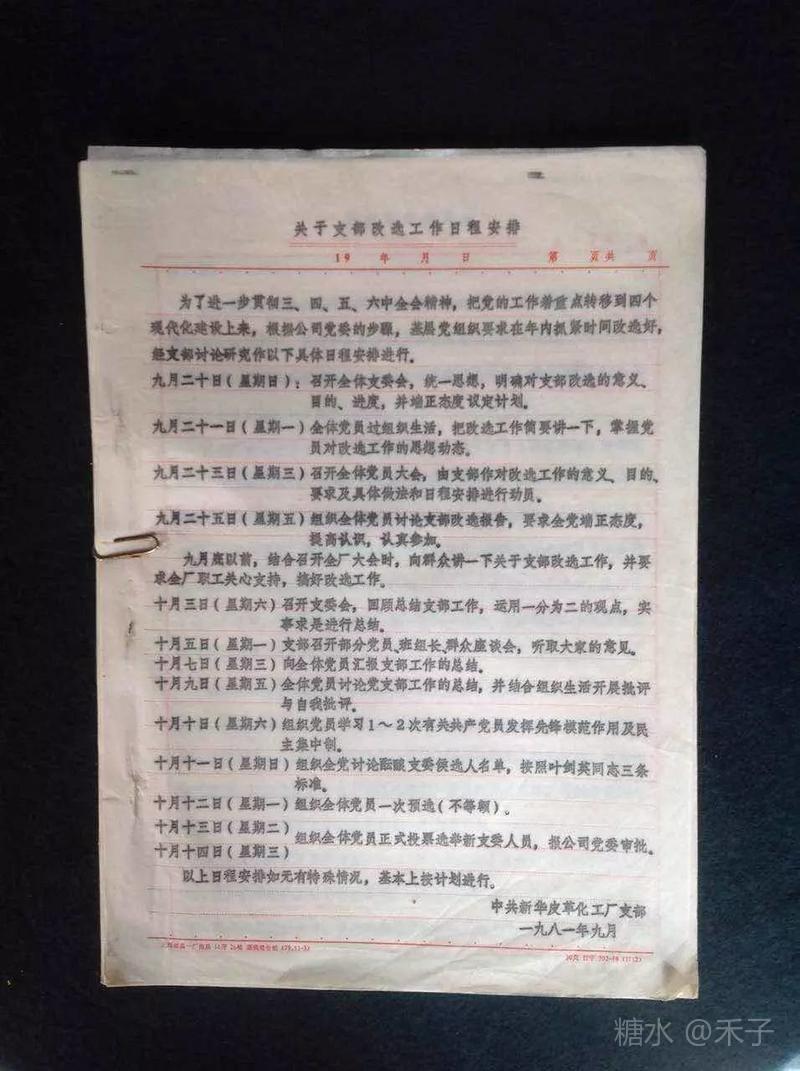 关于支部改选工作日程安排
19 年 月 日 第 页共 页
为了进一步贯彻三、四、五、六中全会精神，把党的工作着重点转移到四个
现代化建设上来，根据公司党委的步骤，基层党组织要求在年内抓紧时间改选好，
经支部讨论研究作以下具体日程安排进行。
九月二十日（星期日）：召开全体支委会，统一思想，明确对支部改选的意义、
目的、进度，并端正态度议定计划。
九月二十一日（星期一）全体党员过组织生活，把改选工作简要讲一下，掌握党
员对改选工作的思想动态。
九月二十三日（星期三）召开全体党员大会，由支部作对改选工作的意义、目的、
要求及具体做法和日程安排进行动员。
九月二十五日（星期五）组织全体党员讨论支部改选报告，要求全党端正态度，
提高认识，认真参加。
九月底以前，结合召开全厂大会时，向群众讲一下关于支部改选工作，并要
求全厂职工关心支持，搞好改选工作。
十月三日（星期六）召开支委会，回顾总结支部工作，运用一分为二的观点，实
事求是进行总结。
十月五日（星期一）支部召开部分党员、班组长、群众座谈会，听取大家的意见。
十月七日（星期三）向全体党员汇报支部工作的总结。
十月九日（星期五）全体党员讨论党支部工作的总结，并结合组织生活开展批评
与自我批评。
十月十日（星期六）组织党员学习1～2次有关共产党员发挥先锋模范作用及民
主集中制。
十月十一日（星期日）组织全党讨论酝酿支委侯选人名单，按照叶剑英同志三条
标准。
十月十二日（星期一）组织全体党员一次预选（不等额）。
十月十三日（星期二）
组织全体党员正式投票选举新支委人员，报公司党委审批。
十月十四日（星期三）
以上日程安排如无有特殊情况，基本上按计划进行。
中共新华皮革化工厂支部
一九八一年九月
糖水 @禾子